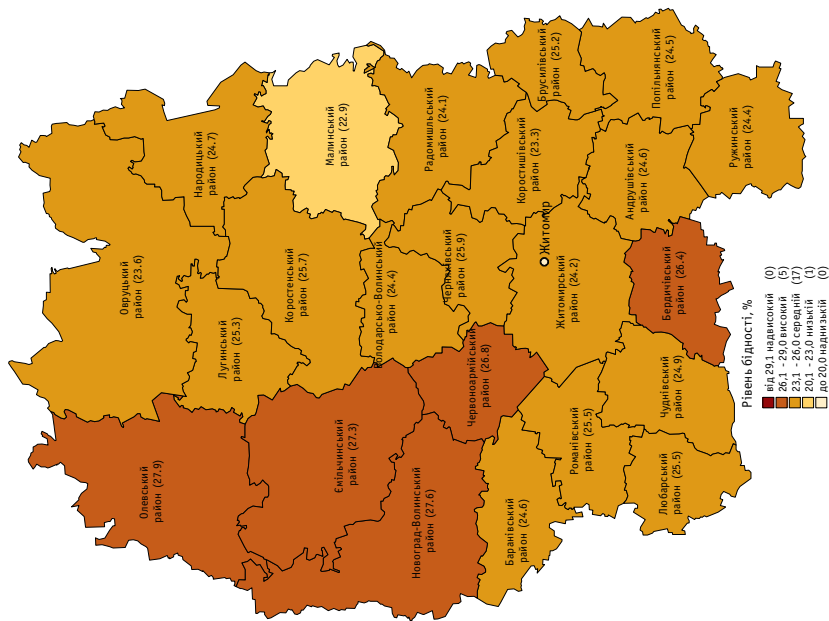 Олевський
район (27.9)
Овруцький
район (23.6)
Народицький
район (24.7)
Лугинський
район (25.3)
Коростенський
район (25.7)
Малинський
район (22.9)
Ємільчинський
район (27.3)
Володарсько-Волинський
район (24.4)
Радомишльський
район (24.1)
Новоград-Волинський
район (27.6)
Червоноармійський
район (26.8)
Черняхівський
район (25.9)
Коростишівський
район (23.3)
Брусилівський
район (25.2)
Житомир
Житомирський
район (24.2)
Баранівський
район (24.6)
Романівський
район (25.5)
Андрушівський
район (24.6)
Попільнянський
район (24.5)
Любарський
район (25.5)
Чуднівський
район (24.9)
Бердичівський
район (26.4)
Ружинський
район (24.4)
Рівень бідності, %
від 29,1 надвисокий (0)
26,1 - 29,0 високий (5)
23,1 - 26,0 середній (17)
20,1 - 23,0 низькій (1)
до 20,0 наднизькій (0)